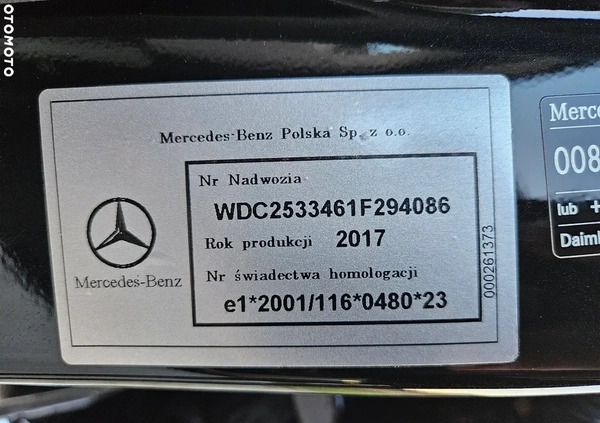 OTOMOTO
Mercedes-Benz Polska Sp. z o.o.
Nr Nadwozia
WDC2533461F294086
Rok produkcji 2017
Nr świadectwa homologacji
e1*2001/116*0480*23
000261373
Mercedes-Benz
Merce
008
lub +
Daiml